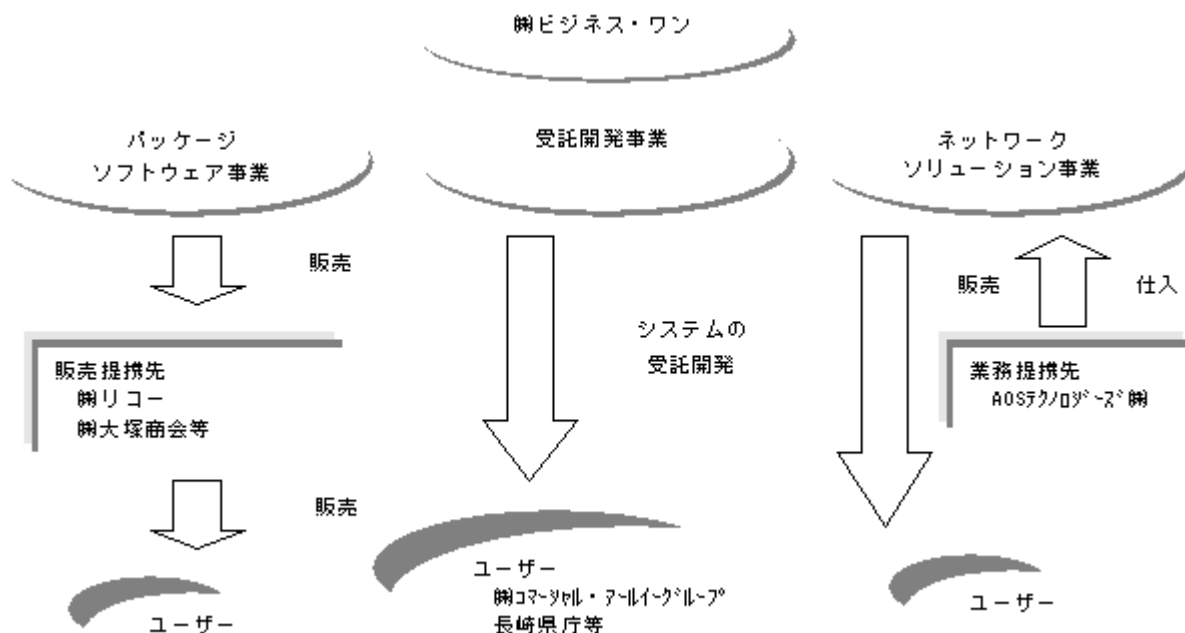 ㈱ビジネス・ワン
パッケージ
ソフトウェア事業
受託開発事業
ネットワーク
ソリューション事業
販売
販売
仕入
システムの
受託開発
販売提携先
㈱リコー
㈱大塚商会等
業務提携先
AOSﾃｸﾉﾛｼﾞｰｽﾞ㈱
販売
ユーザー
ユーザー
㈱ｺﾏｰｼｬﾙ・ｱｰﾙｲｰｸﾞﾙｰﾌﾟ
長崎県庁等
ユーザー